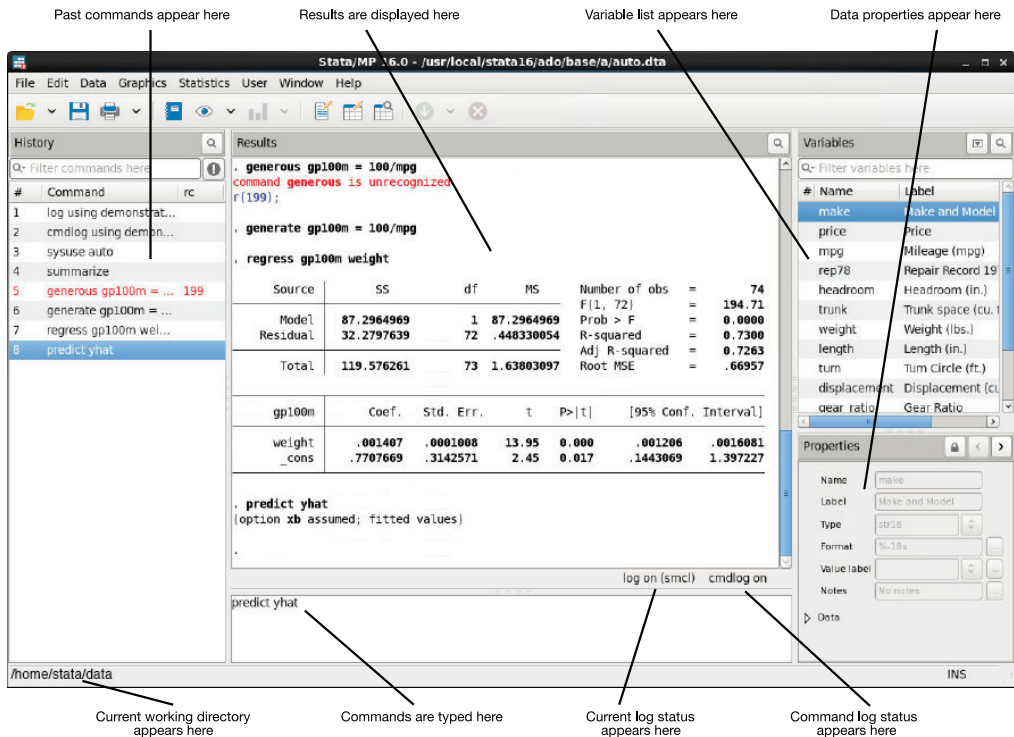 Past commands appear here
Results are displayed here
Variable list appears here
Data properties appear here
Stata/MP 16.0 - /usr/local/stata16/ado/base/a/auto.dta
File Edit Data Graphics Statistics User Window Help
History
Filter commands here
# Command rc
1 log using demonstrat...
2 cmdlog using demon...
3 sysuse auto
4 summarize
5 generous gp100m = ... 199
6 generate gp100m = ...
7 regress gp100m wei...
8 predict yhat
Results
. generous gp100m = 100/mpg
command generous is unrecognized
r(199);
. generate gp100m = 100/mpg
. regress gp100m weight
Source SS df MS Number of obs = 74
F(1, 72) = 194.71
Model 87.2964969 1 87.2964969 Prob > F = 0.0000
Residual 32.2797639 72 .448330054 R-squared = 0.7300
Adj R-squared = 0.7263
Total 119.576261 73 1.63803097 Root MSE = .66957
gp100m Coef. Std. Err. t P>|t| [95% Conf. Interval]
weight .001407 .0001008 13.95 0.000 .001206 .0016081
_cons .7707669 .3142571 2.45 0.017 .1443069 1.397227
. predict yhat
(option xb assumed; fitted values)
.
log on (smcl) cmdlog on
predict yhat
Variables
Filter variables here
# Name Label
make Make and Model
price Price
mpg Mileage (mpg)
rep78 Repair Record 19
headroom Headroom (in.)
trunk Trunk space (cu.
weight Weight (lbs.)
length Length (in.)
turn Turn Circle (ft.)
displacement Displacement (cu
gear ratio Gear Ratio
Properties
Name make
Label Make and Model
Type str18
Format %-18s
Value label
Notes No notes
Data
/home/stata/data
INS
Current working directory
appears here
Commands are typed here
Current log status
appears here
Command log status
appears here